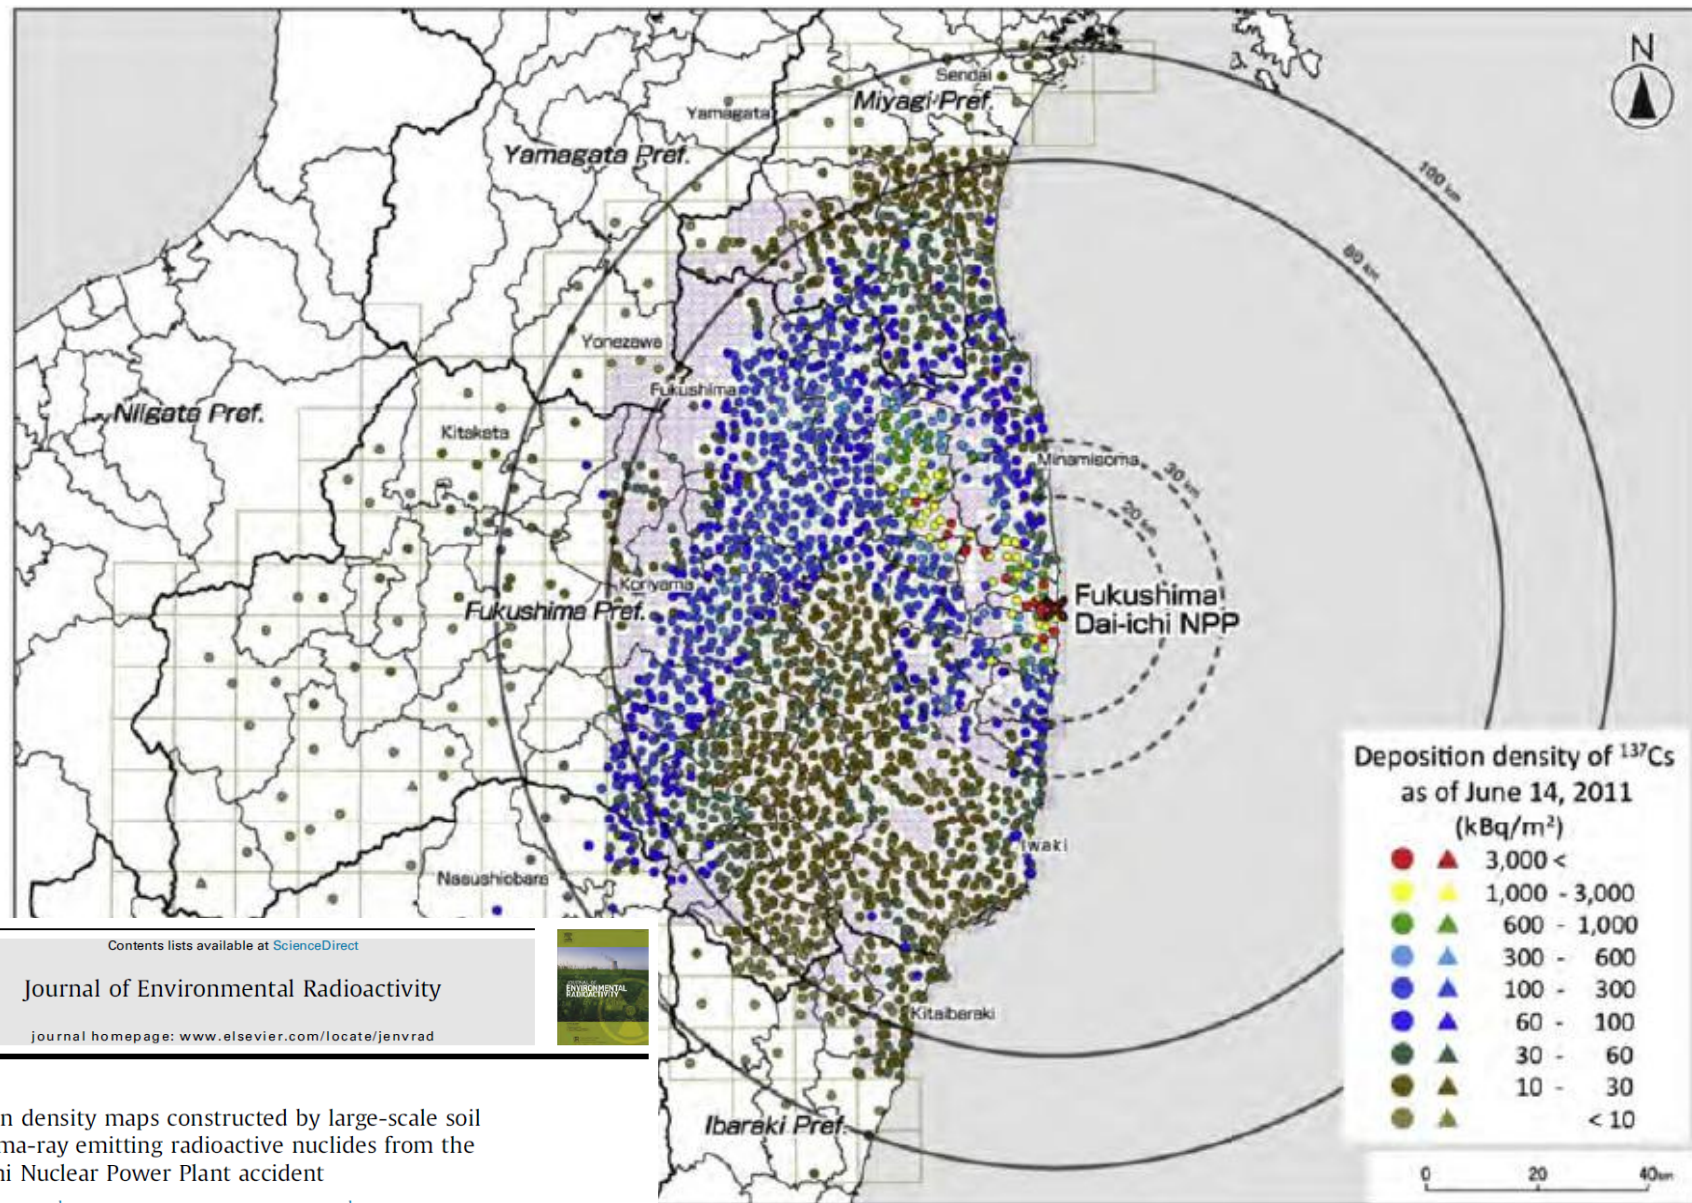 N
Sendai
Miyagi Pref.
Yamagata
Yamagata Pref.
100 km
80 km
Yonezawa
Fukushima
Niigata Pref.
Kitakata
Minamisoma
30 km
20 km
Koriyama
Fukushima Pref.
Fukushima
Dai-ichi NPP
Deposition density of ¹³⁷Cs
as of June 14, 2011
(kBq/m²)
3,000 <
1,000 - 3,000
600 - 1,000
300 - 600
100 - 300
60 - 100
30 - 60
10 - 30
< 10
0 20 40km
Iwaki
Nasushiobara
Kitaibaraki
Ibaraki Pref.
Contents lists available at ScienceDirect
Journal of Environmental Radioactivity
journal homepage: www.elsevier.com/locate/jenvrad
JOURNAL OF
ENVIRONMENTAL
RADIOACTIVITY
n density maps constructed by large-scale soil
ma-ray emitting radioactive nuclides from the
hi Nuclear Power Plant accident